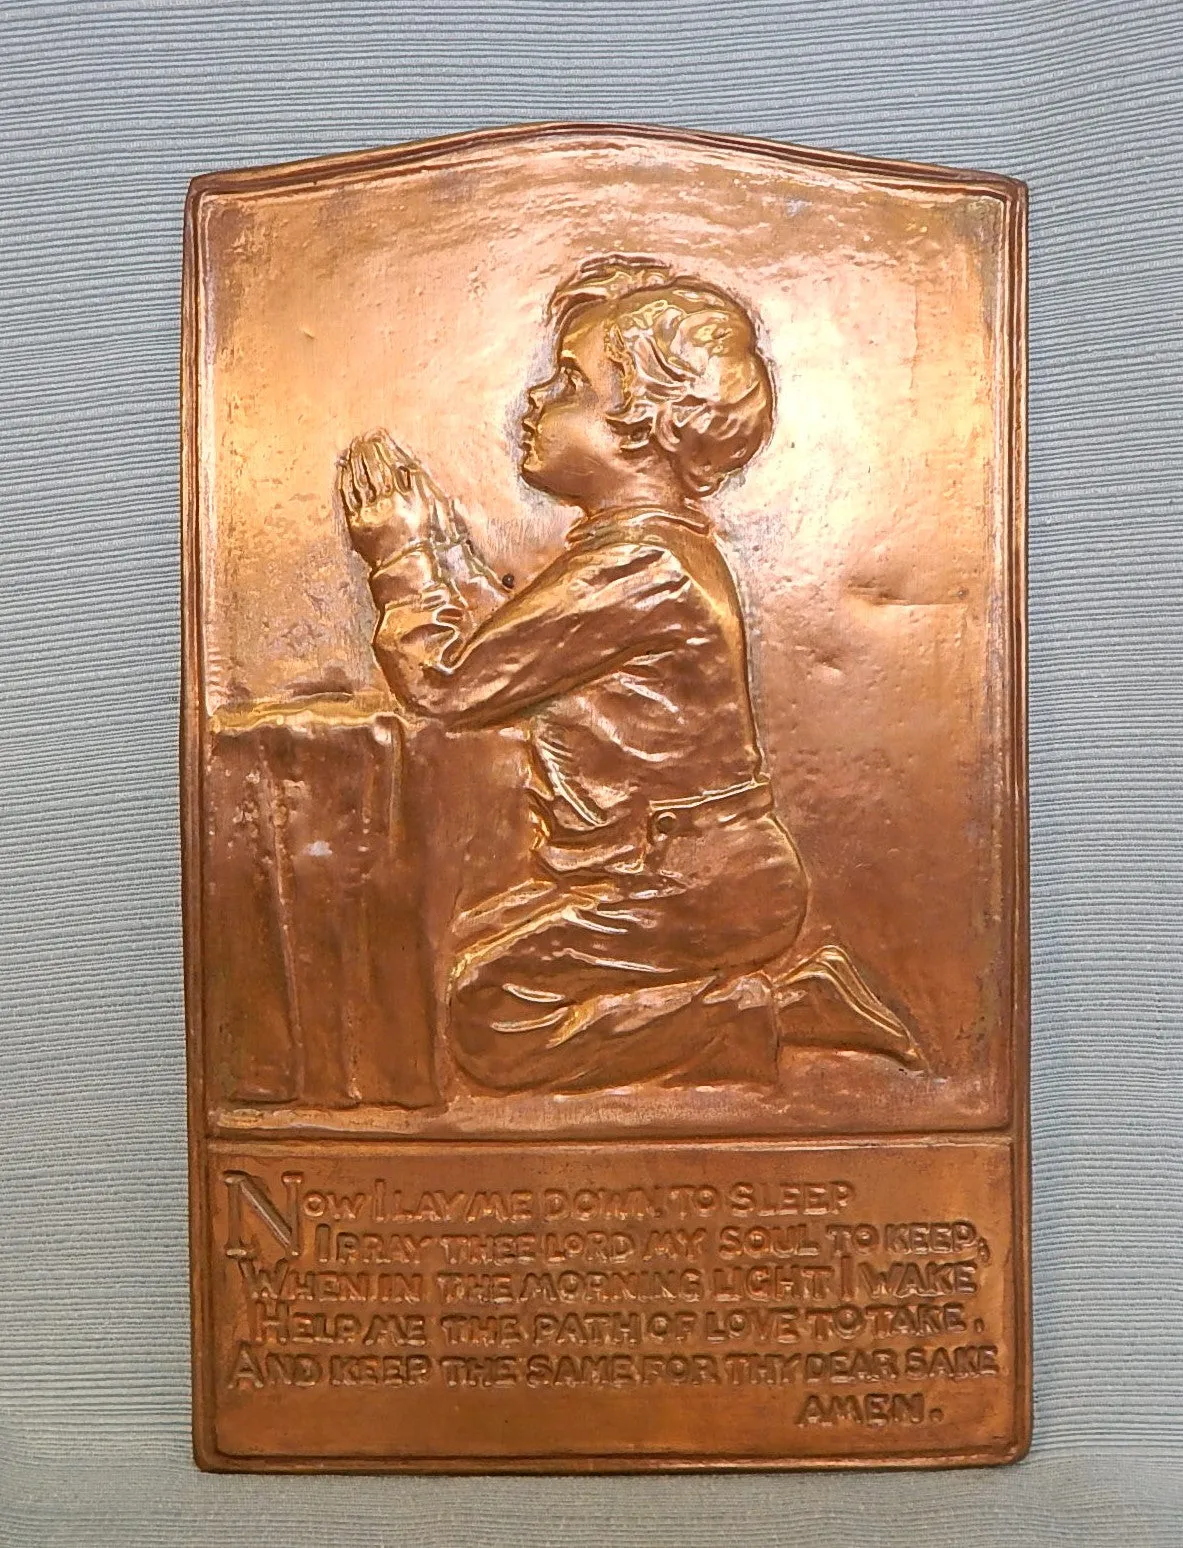 NOW I LAY ME DOWN TO SLEEP
I PRAY THEE LORD MY SOUL TO KEEP,
WHEN IN THE MORNING LIGHT I WAKE
HELP ME THE PATH OF LOVE TO TAKE.
AND KEEP THE SAME FOR THY DEAR SAKE
AMEN.